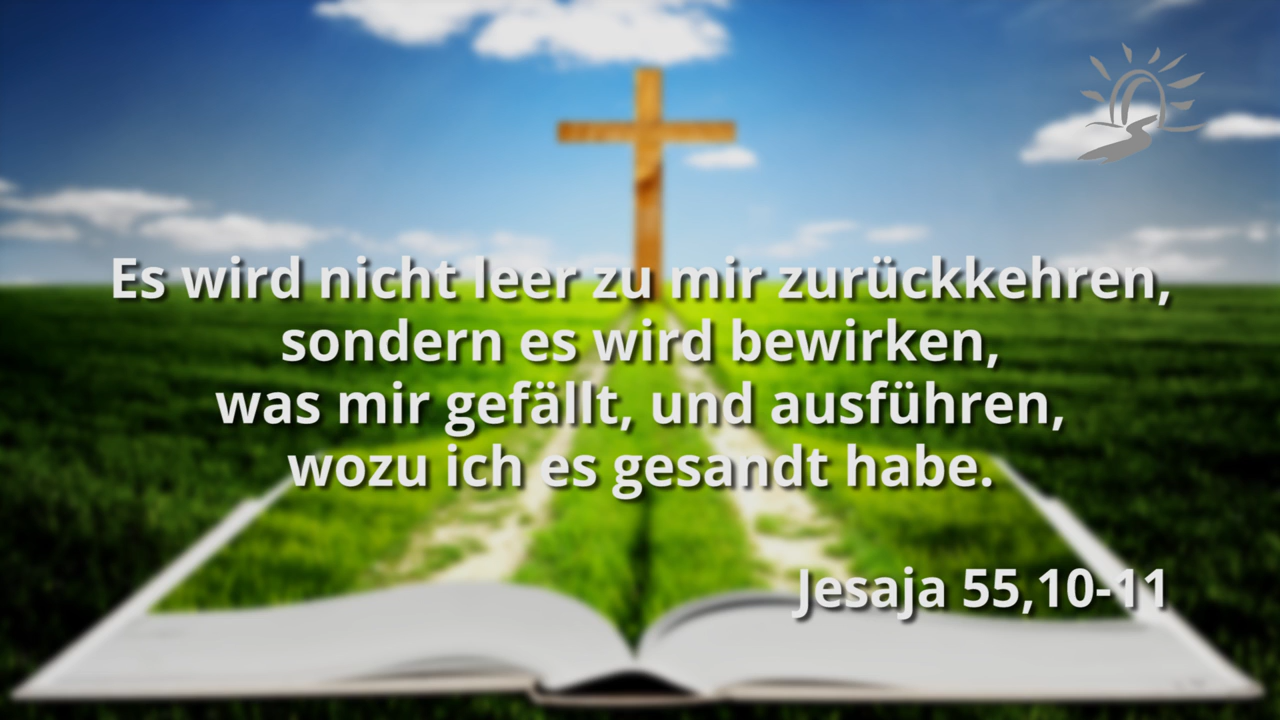 Es wird nicht leer zu mir zurückkehren,
sondern es wird bewirken,
was mir gefällt, und ausführen,
wozu ich es gesandt habe.
Jesaja 55,10-11